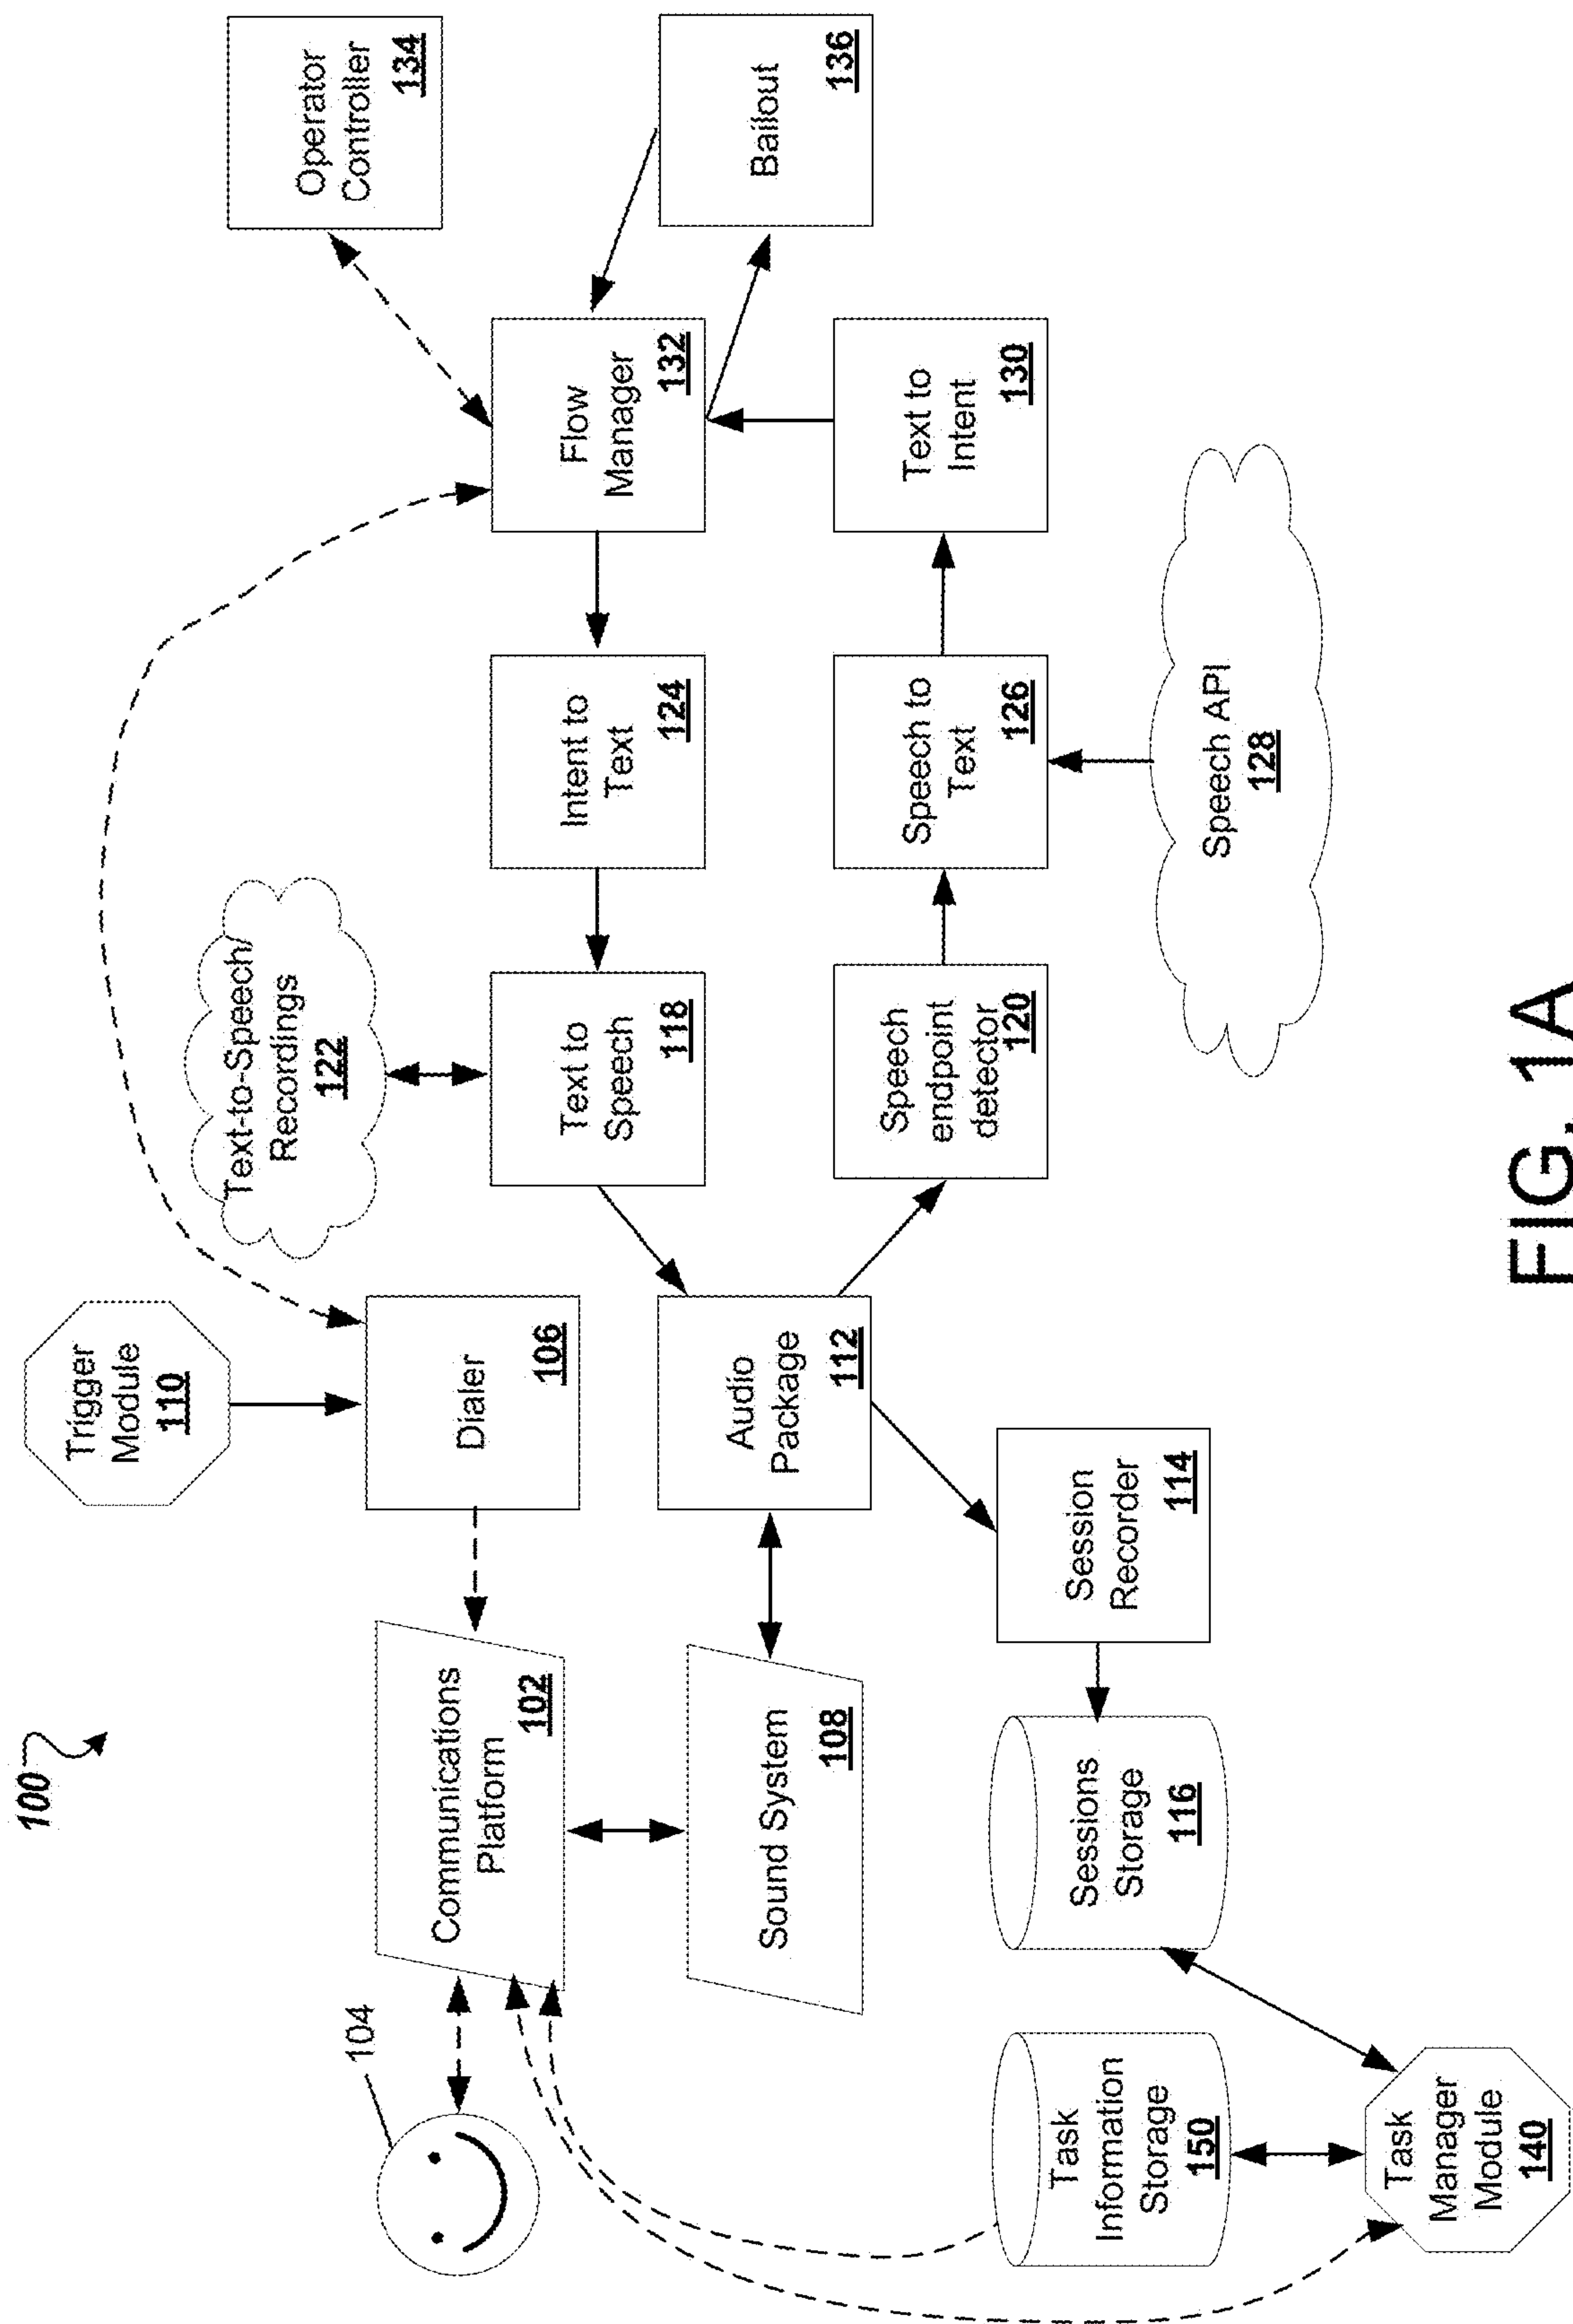 100
104
Communications
Platform
102
Sound System
108
Task
Information
Storage
150
Task
Manager
Module
140
Sessions
Storage
116
Session
Recorder
114
Trigger
Module
110
Dialer
106
Audio
Package
112
Text-to-Speech/
Recordings
122
Text to
Speech
118
Speech
endpoint
detector
120
Intent to
Text
124
Speech to
Text
126
Speech API
128
Flow
Manager
132
Text to
Intent
130
Operator
Controller
134
Bailout
136
FIG. 1A